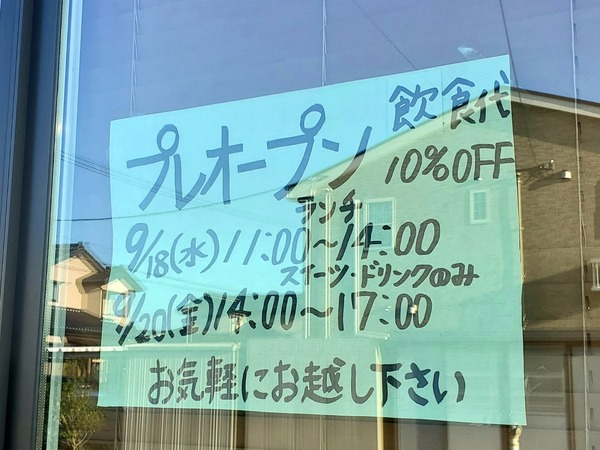 プレオープン
飲食代
10%OFF
ランチ
9/18(水)11:00~14:00
スイーツ・ドリンクのみ
9/20(金)14:00~17:00
お気軽にお越し下さい